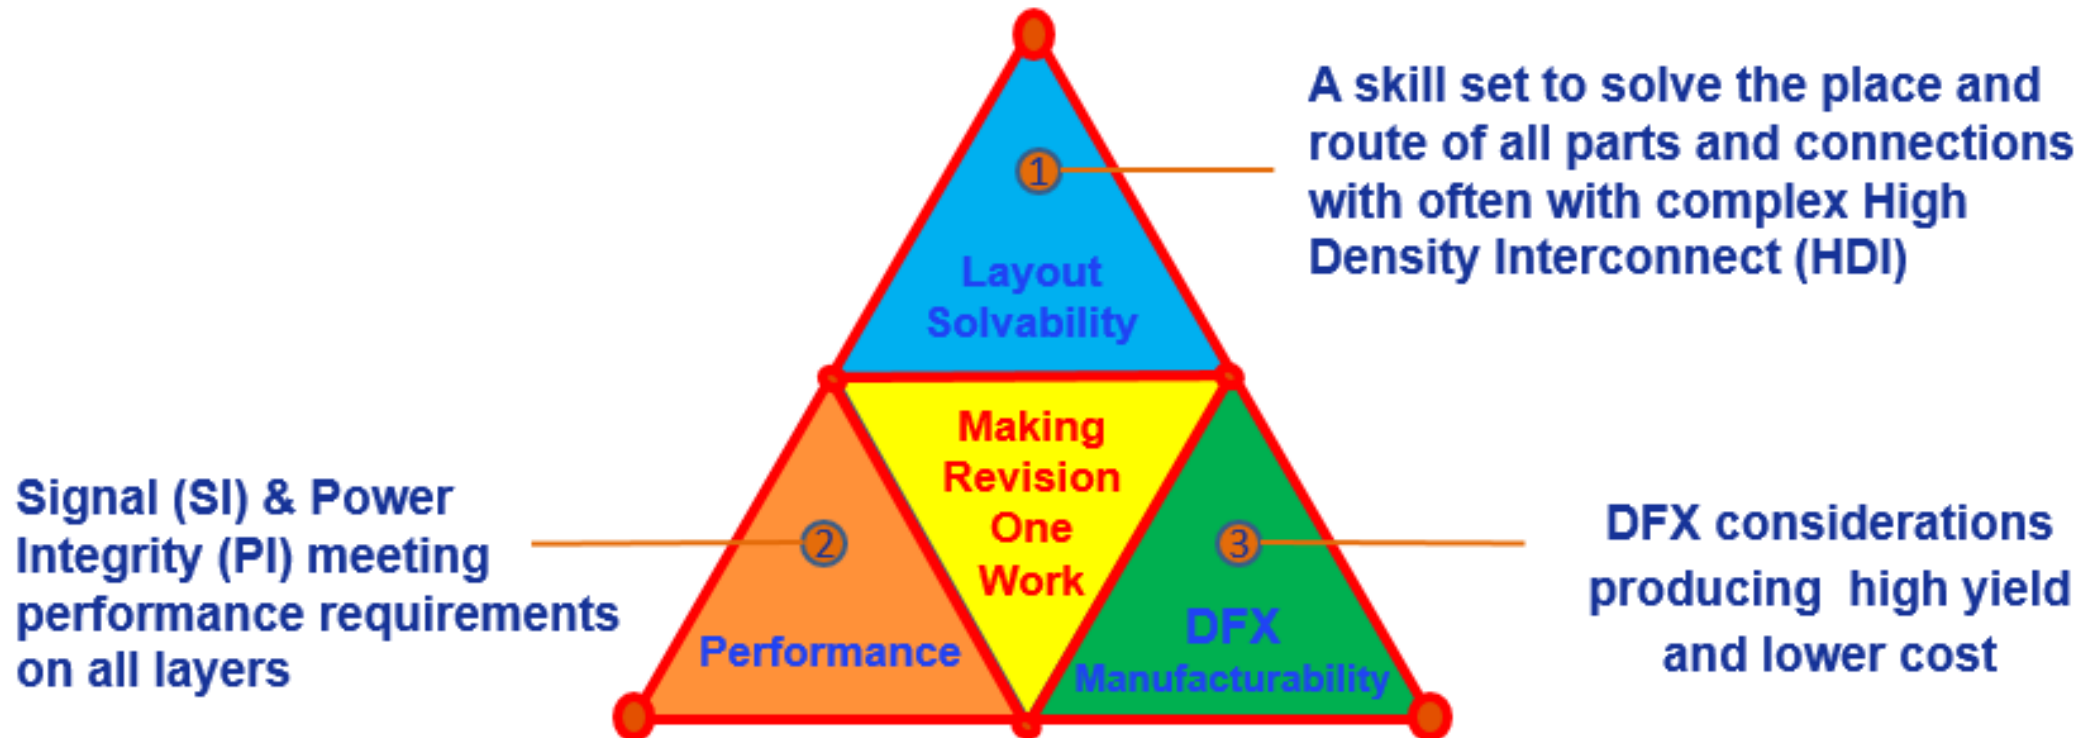 A skill set to solve the place and
route of all parts and connections
with often with complex High
Density Interconnect (HDI)
1
Layout
Solvability
Making
Revision
One
Work
Signal (SI) & Power
Integrity (PI) meeting
performance requirements
on all layers
2
Performance
3
DFX
Manufacturability
DFX considerations
producing  high yield
and lower cost